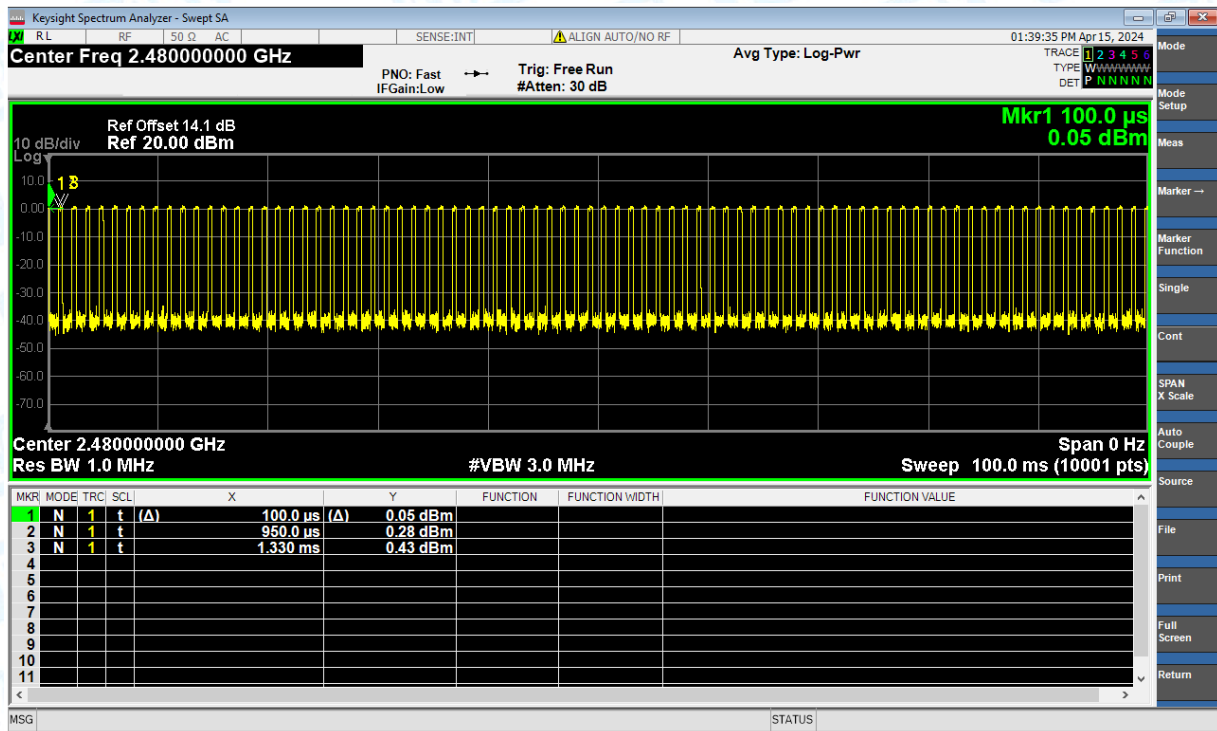 Keysight Spectrum Analyzer - Swept SA
LXI RL RF 50 Ω AC SENSE:INT ALIGN AUTO/NO RF 01:39:35 PM Apr 15, 2024
Center Freq 2.480000000 GHz
PNO: Fast
IFGain:Low
Trig: Free Run
#Atten: 30 dB
Avg Type: Log-Pwr
TRACE 1 2 3 4 5 6
TYPE WWWWWW
DET P N N N N N
Ref Offset 14.1 dB
10 dB/div Ref 20.00 dBm
Log
Mkr1 100.0 µs
0.05 dBm
10.0
0.00
-10.0
-20.0
-30.0
-40.0
-50.0
-60.0
-70.0
1
3
Center 2.480000000 GHz Span 0 Hz
Res BW 1.0 MHz #VBW 3.0 MHz Sweep 100.0 ms (10001 pts)
MKR MODE TRC SCL X Y FUNCTION FUNCTION WIDTH FUNCTION VALUE
1 N 1 t (Δ) 100.0 µs (Δ) 0.05 dBm
2 N 1 t 950.0 µs 0.28 dBm
3 N 1 t 1.330 ms 0.43 dBm
4
5
6
7
8
9
10
11
MSG STATUS
Mode
Mode
Setup
Meas
Marker →
Marker
Function
Single
Cont
SPAN
X Scale
Auto
Couple
Source
File
Print
Full
Screen
Return